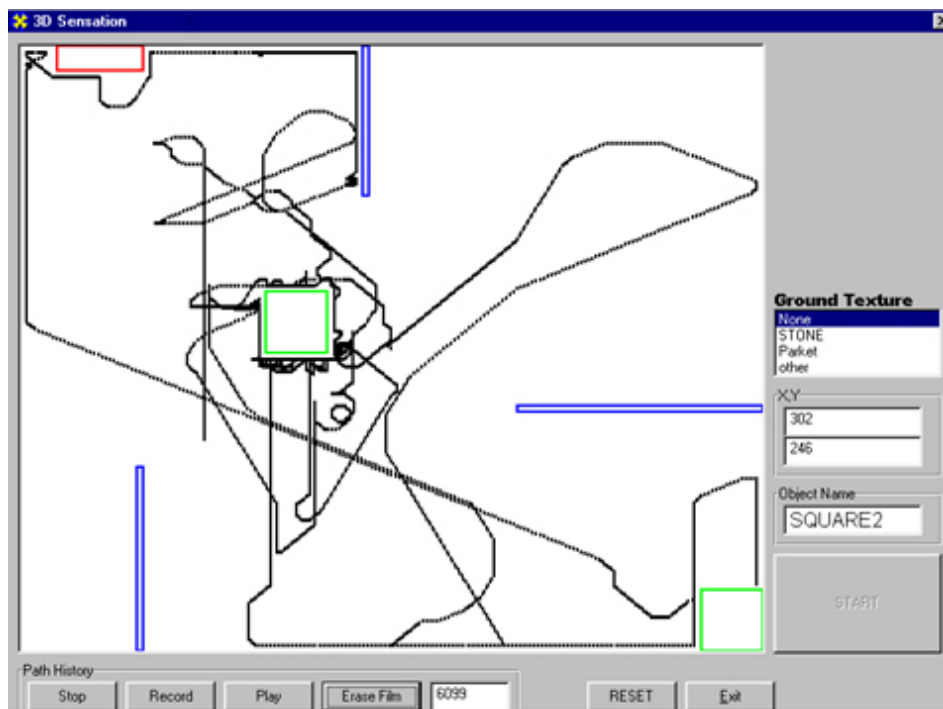 3D Sensation
Ground Texture
None
STONE
Parket
other
X,Y
302
246
Object Name
SQUARE2
START
Path History
Stop
Record
Play
Erase Film
6099
RESET
Exit